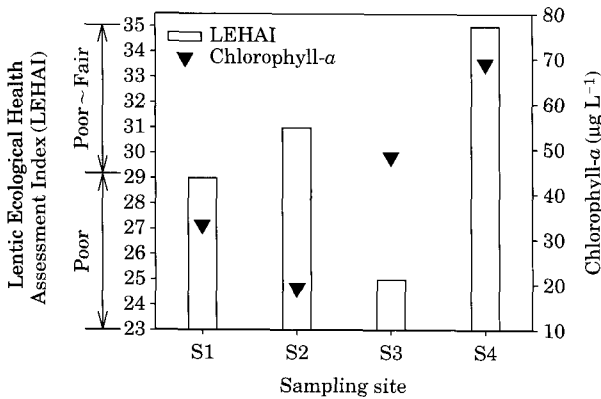 Lentic Ecological Health
Assessment Index (LEHAI)
Poor~Fair
Poor
35
34
33
32
31
30
29
28
27
26
25
24
23
LEHAI
Chlorophyll-a
80
70
60
50
40
30
20
10
Chlorophyll-a (µg L⁻¹)
S1 S2 S3 S4
Sampling site